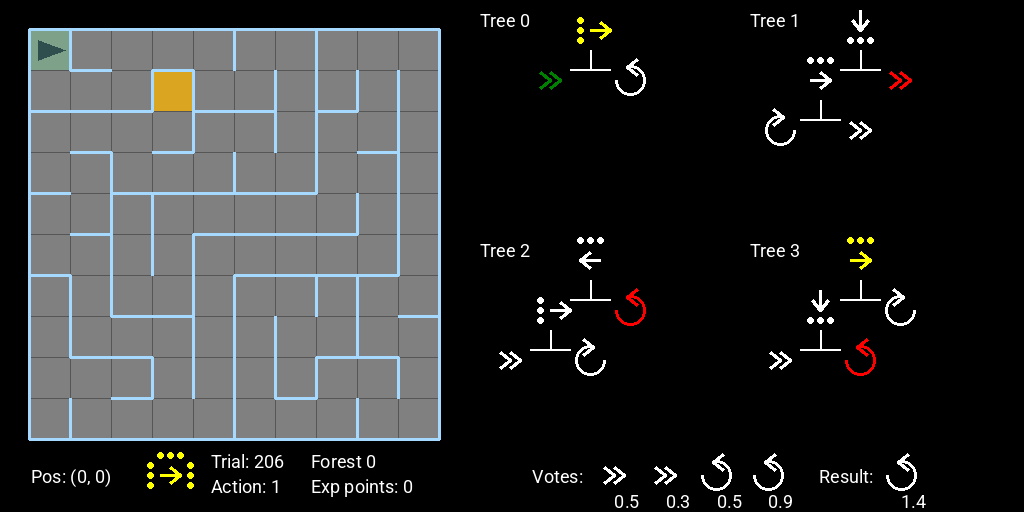 Tree 0
Tree 1
Tree 2
Tree 3
Pos: (0, 0)
Trial: 206
Forest 0
Action: 1
Exp points: 0
Votes:
0.5
0.3
0.5
0.9
Result:
1.4